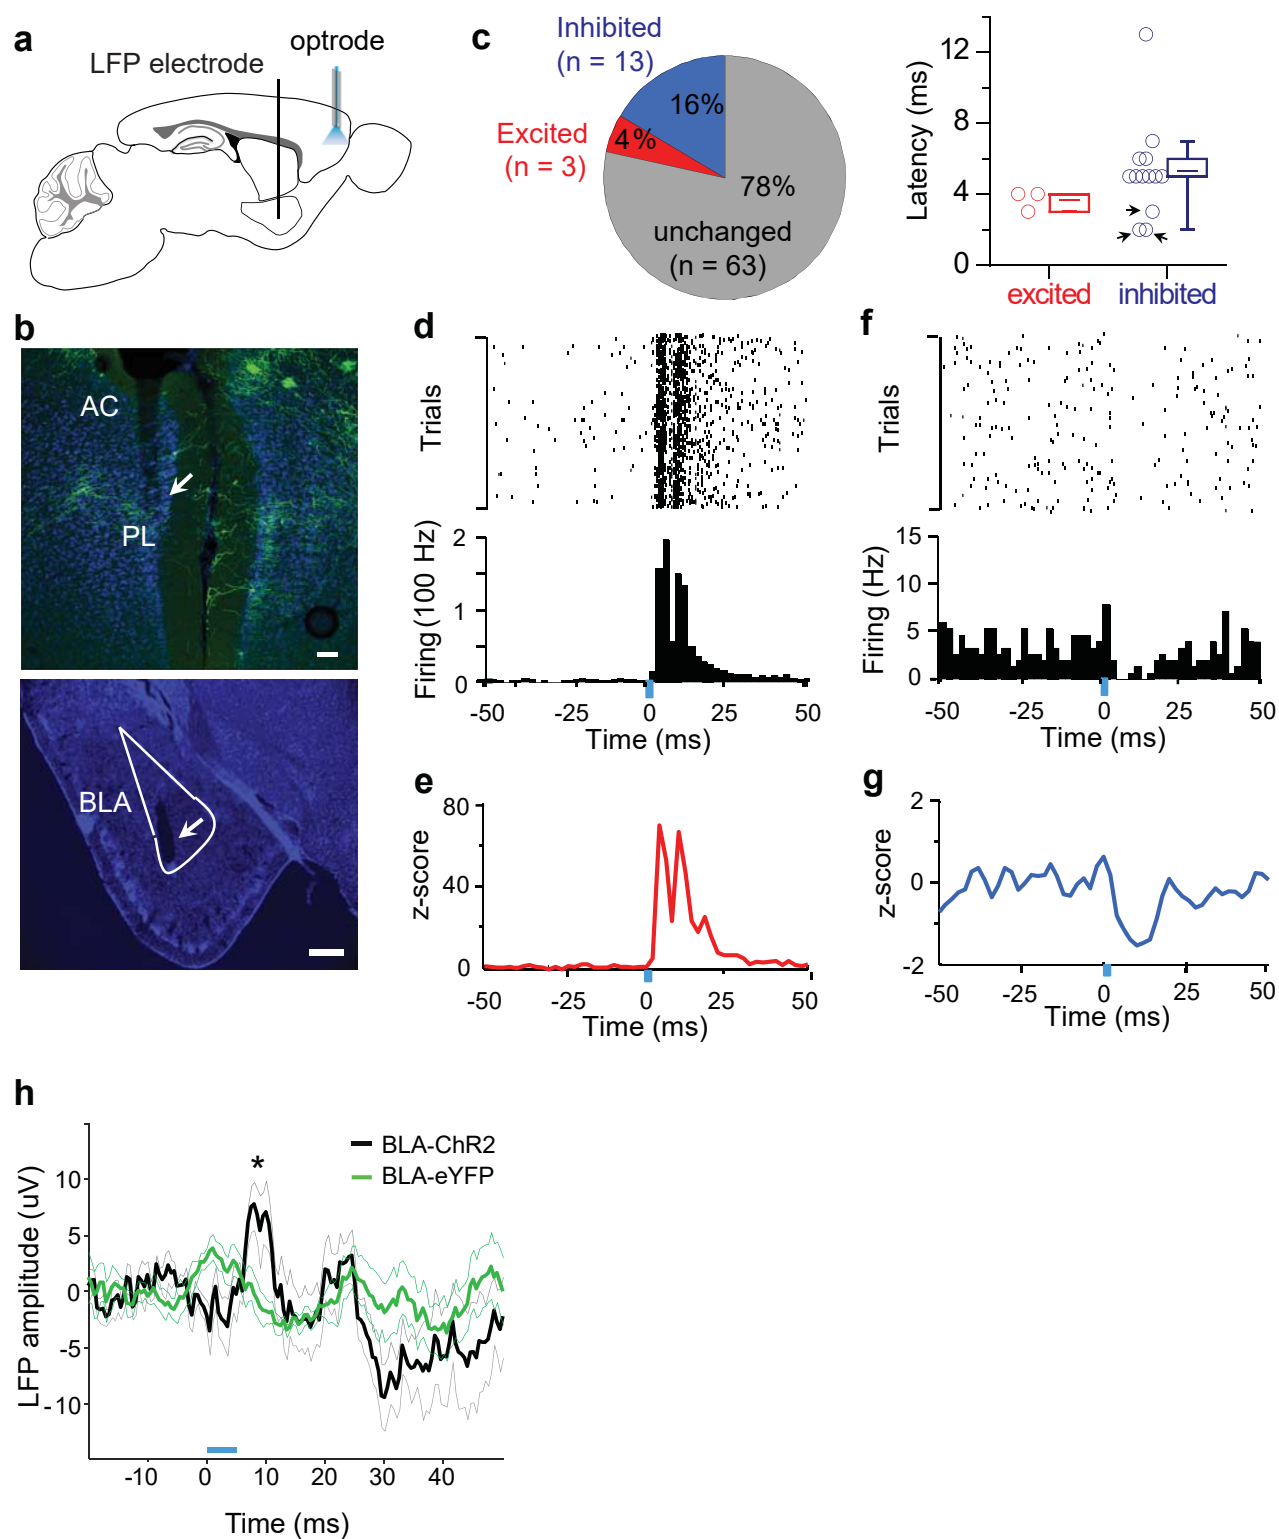 a
LFP electrode
optrode
b
AC
PL
BLA
c
Inhibited
(n = 13)
Excited
(n = 3)
16%
4%
78%
unchanged
(n = 63)
Latency (ms)
12
8
4
0
excited
inhibited
d
Trials
Firing (100 Hz)
2
1
0
-50
-25
0
25
50
Time (ms)
e
z-score
80
40
0
-50
-25
0
25
50
Time (ms)
f
Trials
Firing (Hz)
15
10
5
0
-50
-25
0
25
50
Time (ms)
g
z-score
2
0
-2
-50
-25
0
25
50
Time (ms)
h
LFP amplitude (uV)
10
5
0
-5
-10
*
BLA-ChR2
BLA-eYFP
-10
0
10
20
30
40
Time (ms)